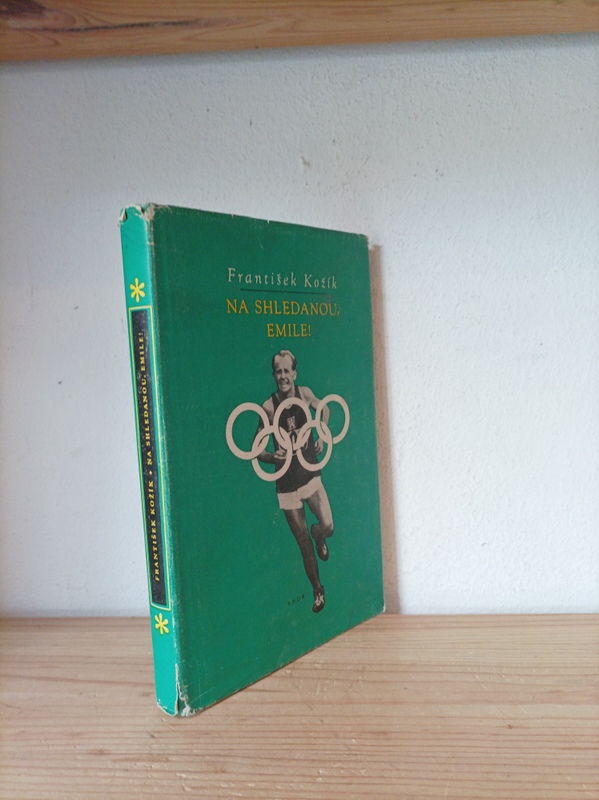 František Kožík
NA SHLEDANOU,
EMILE!
FRANTIŠEK KOŽÍK * NA SHLEDANOU, EMILE!